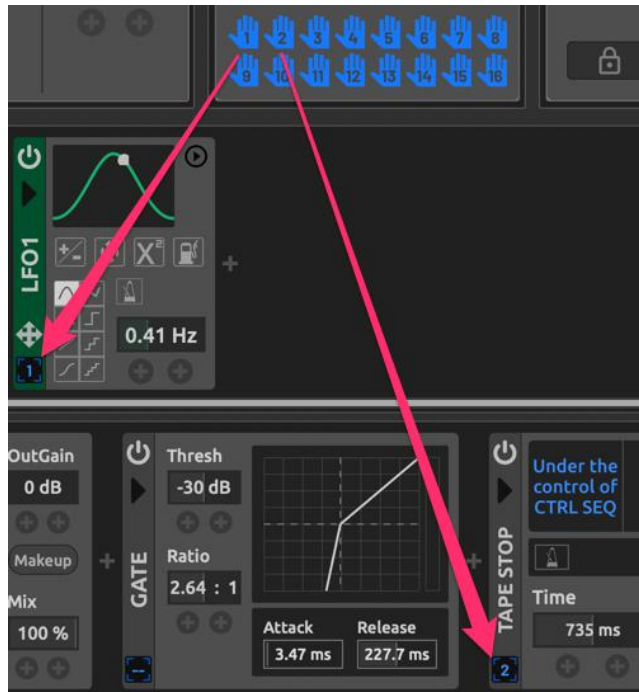 1 2 3 4 5 6 7 8
9 10 11 12 13 14 15 16
LFO1
X²
0.41 Hz
1
OutGain
0 dB
Makeup
Mix
100 %
GATE
--
Thresh
-30 dB
Ratio
2.64 : 1
Attack
3.47 ms
Release
227.7 ms
TAPE STOP
2
Under the
control of
CTRL SEQ
Time
735 ms